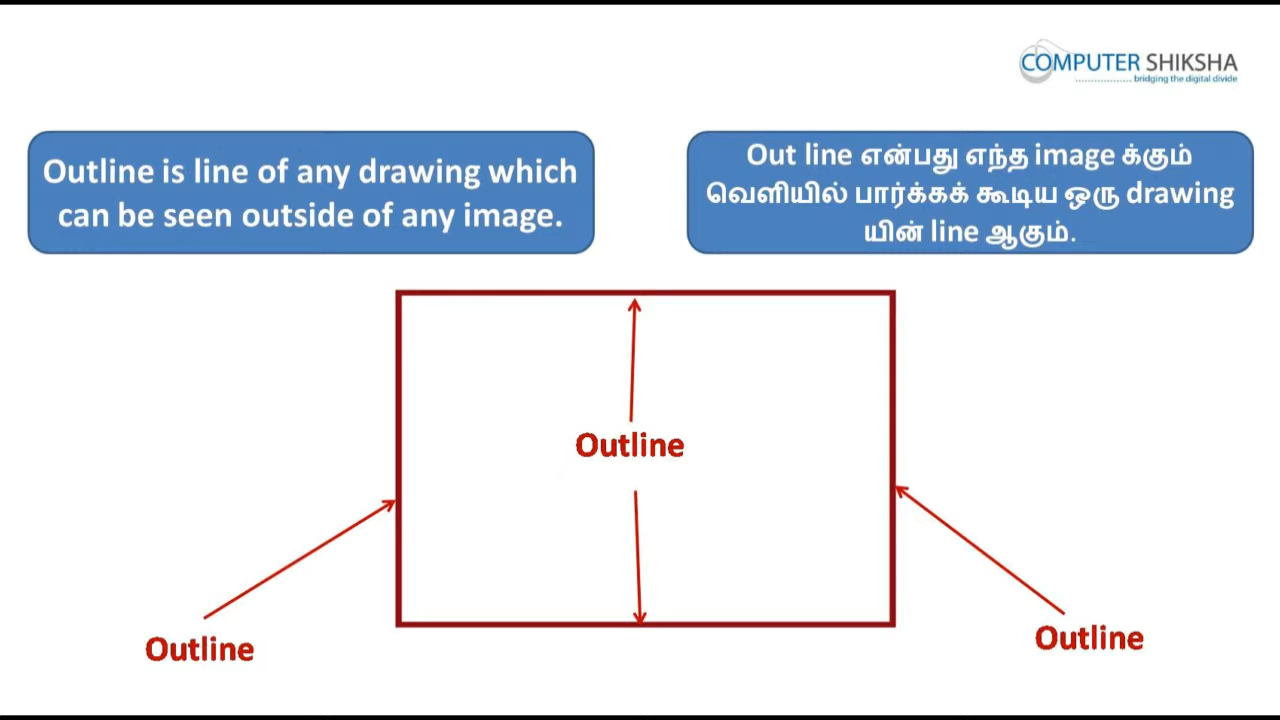 COMPUTER SHIKSHA
bridging the digital divide
Outline is line of any drawing which
can be seen outside of any image.
Out line என்பது எந்த image க்கும்
வெளியில் பார்க்கக் கூடிய ஒரு drawing
யின் line ஆகும்.
Outline
Outline
Outline